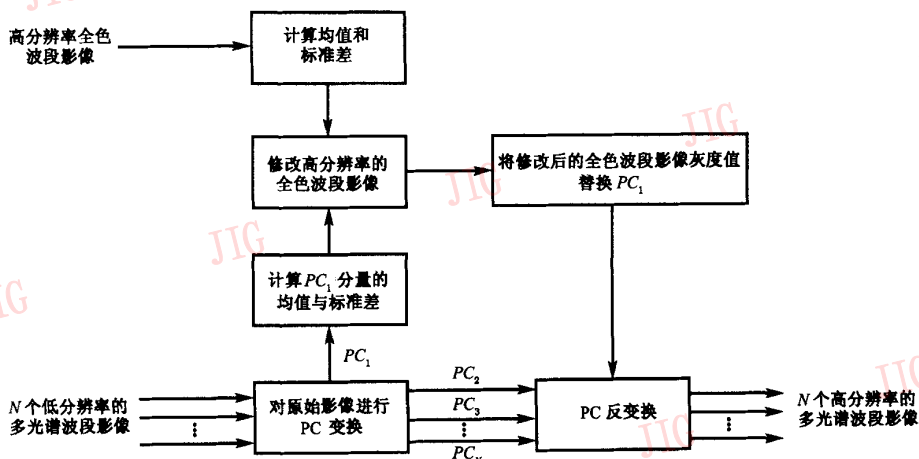 高分辨率全色
波段影像
计算均值和
标准差
修改高分辨率的
全色波段影像
将修改后的全色波段影像灰度值
替换 PC₁
计算PC₁分量的
均值与标准差
PC₁
N 个低分辨率的
多光谱波段影像
对原始影像进行
PC 变换
PC₂
PC₃
PC 反变换
N 个高分辨率的
多光谱波段影像
JIG
JIG
JIG
JIG
JIG
JIG